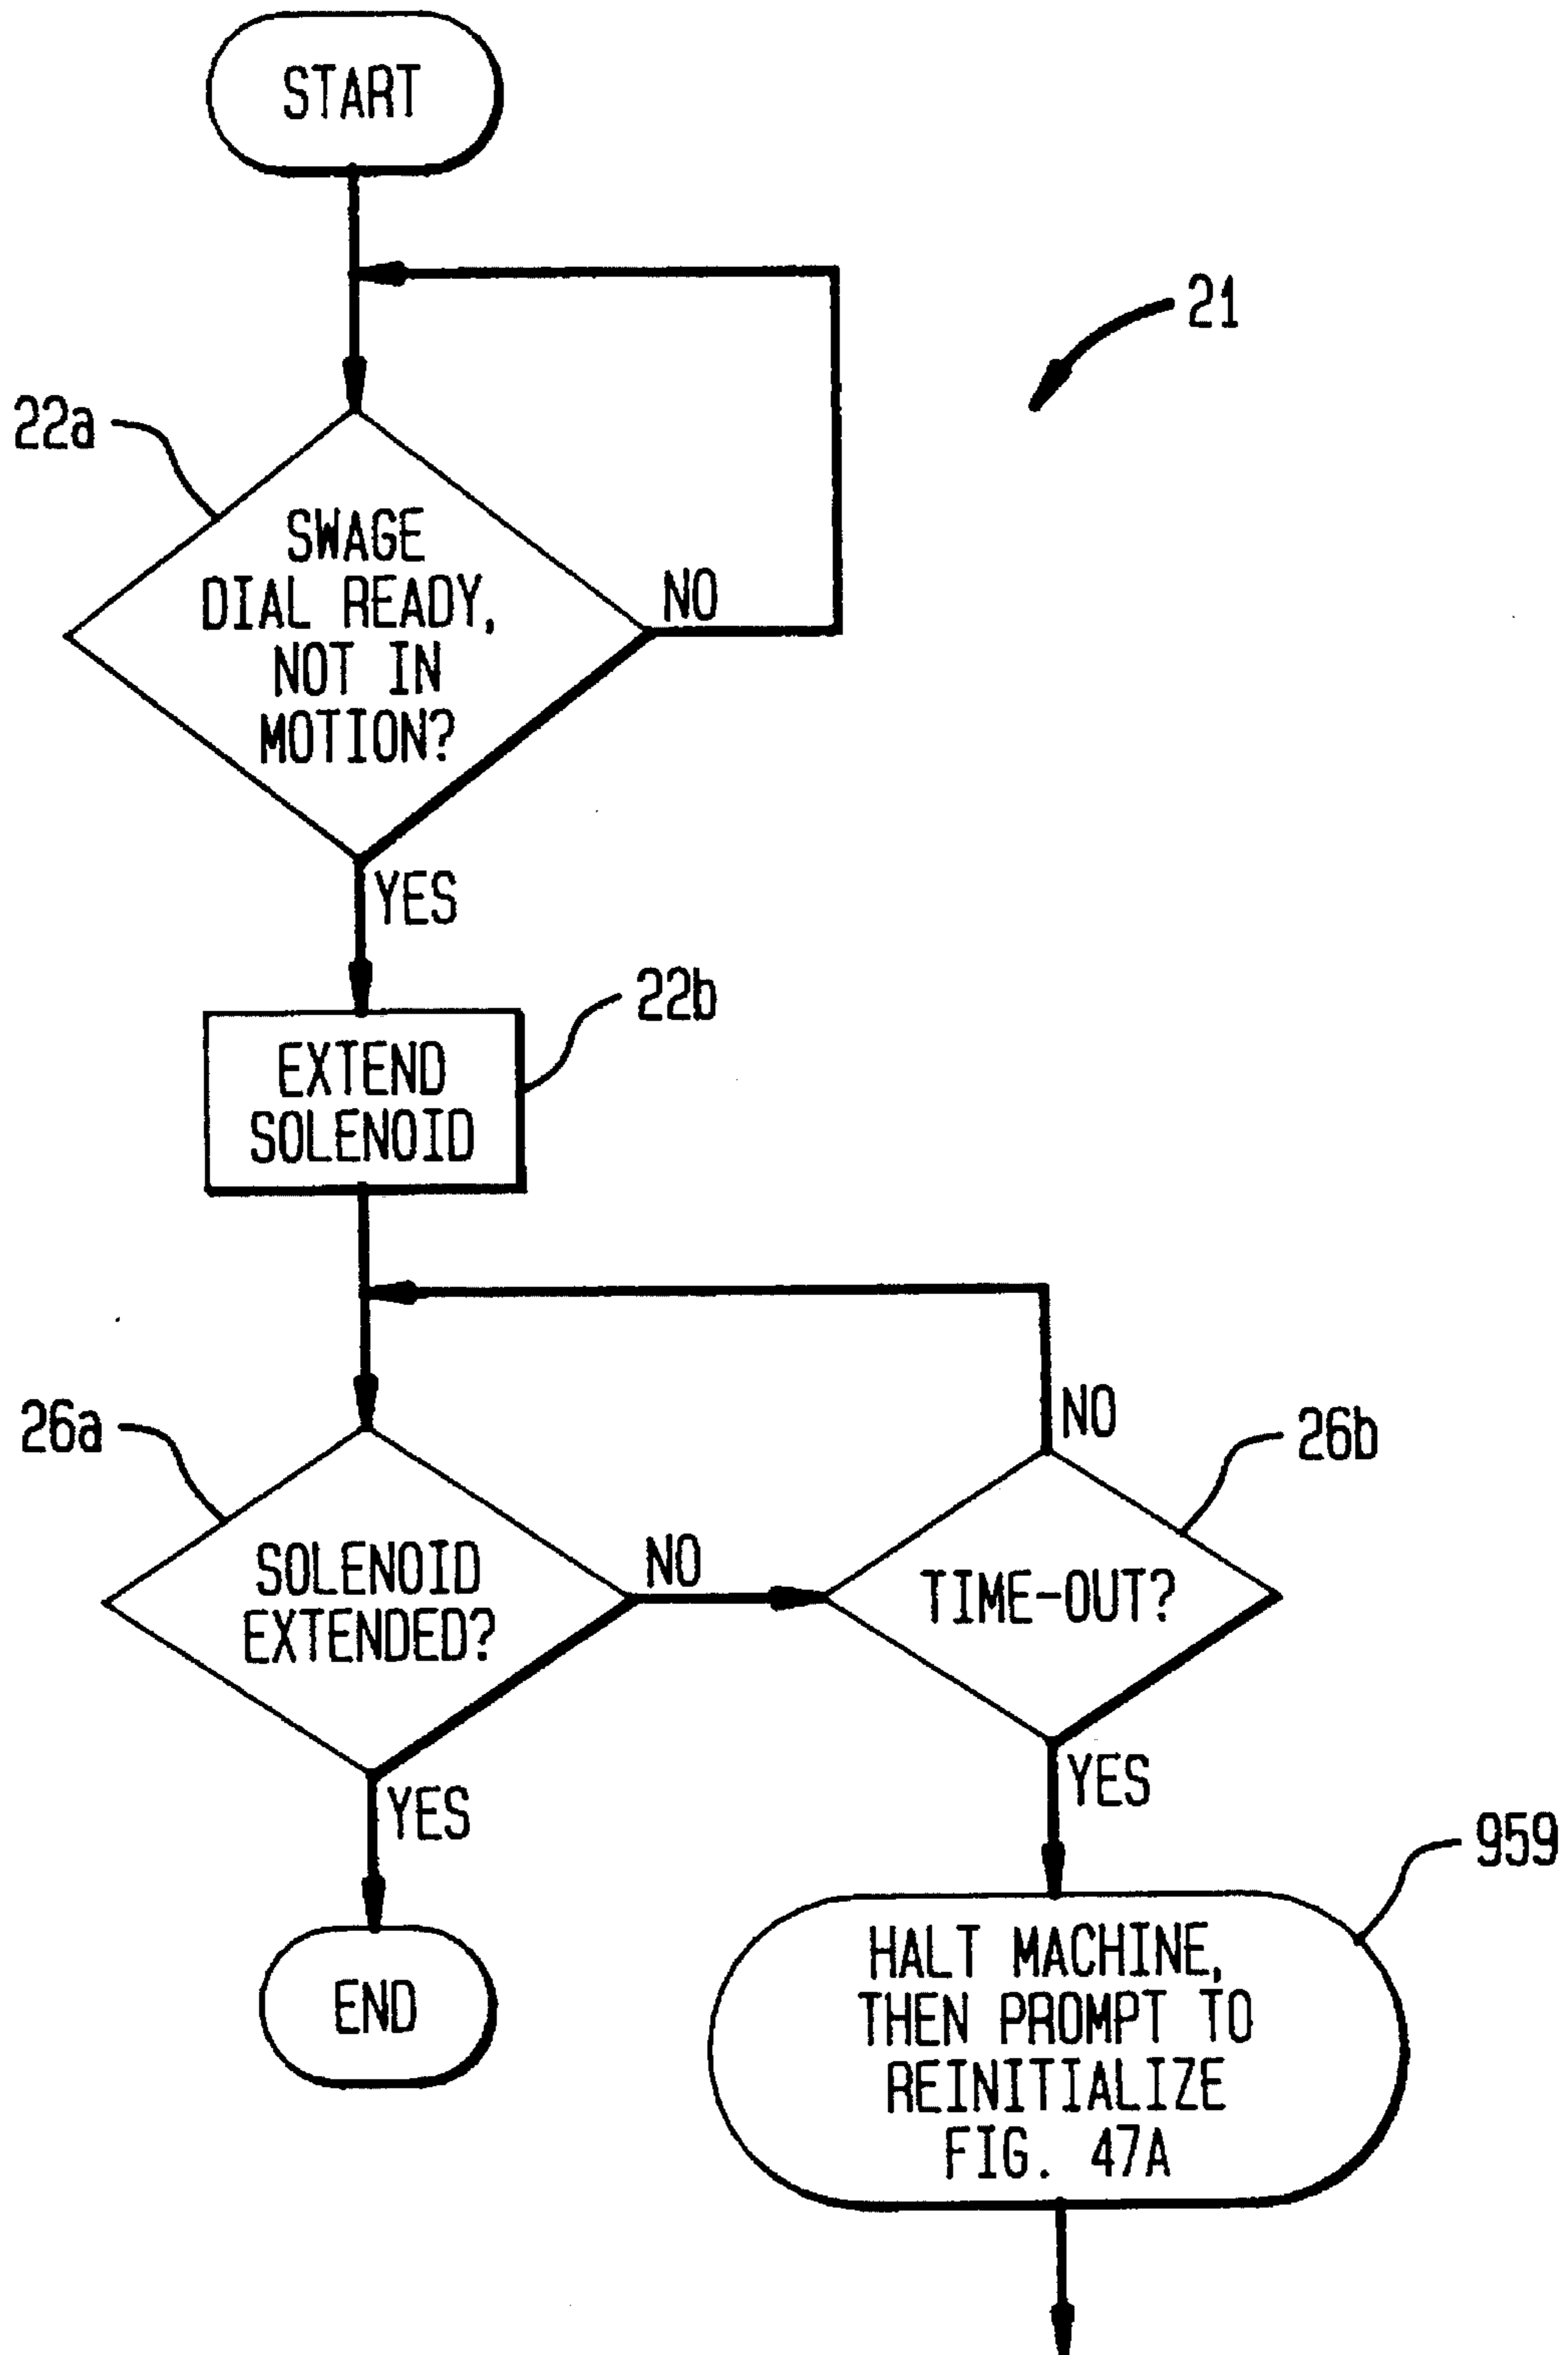 START
21
22a
SWAGE
DIAL READY,
NOT IN
MOTION?
NO
YES
22b
EXTEND
SOLENOID
26a
SOLENOID
EXTENDED?
NO
NO
26b
TIME-OUT?
YES
YES
959
END
HALT MACHINE,
THEN PROMPT TO
REINITIALIZE
FIG. 47A